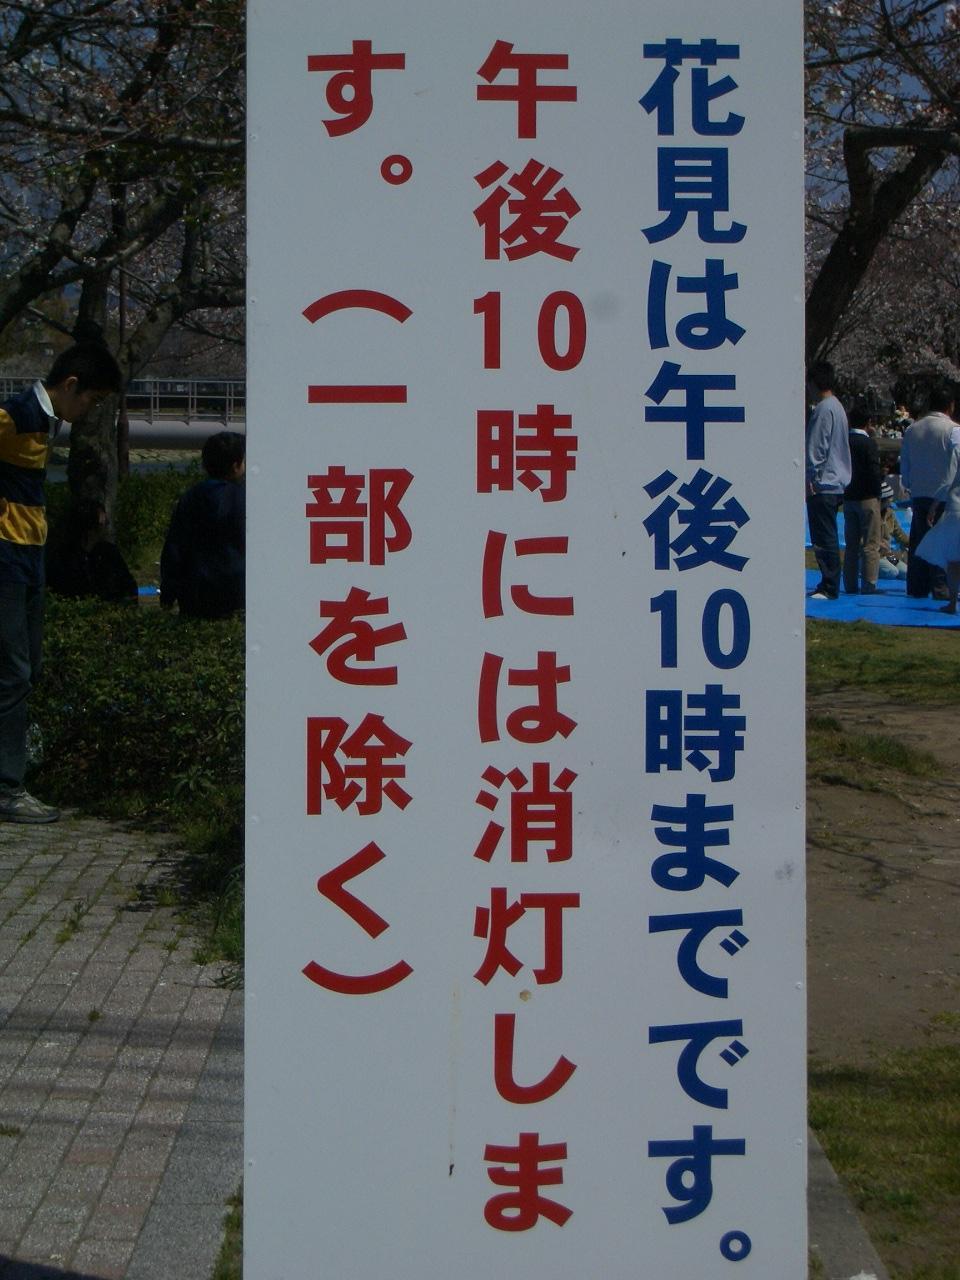 花見は午後10時までです。
午後10時には消灯しま
す。（一部を除く）